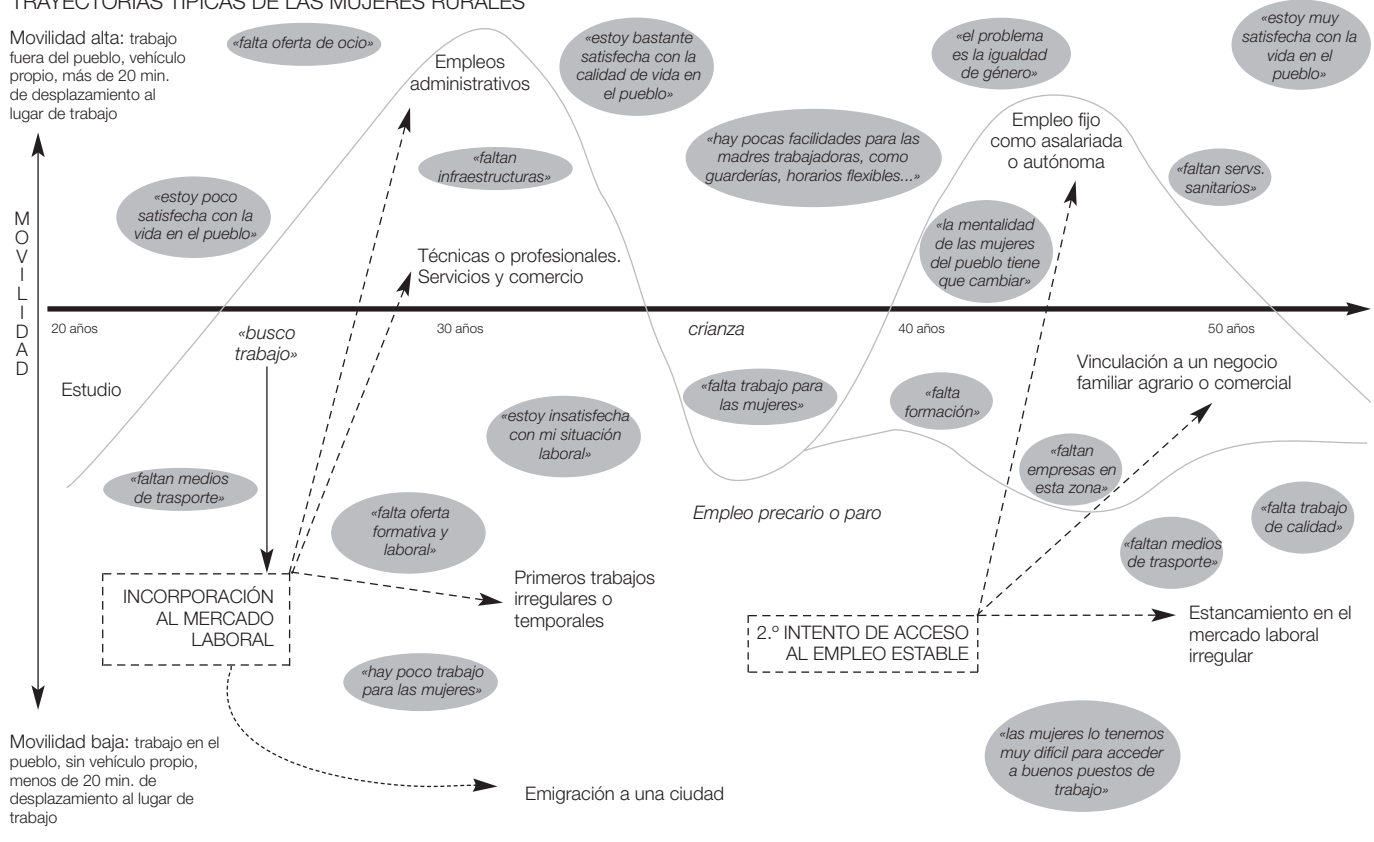 TRAYECTORIAS TÍPICAS DE LAS MUJERES RURALES
Movilidad alta: trabajo
fuera del pueblo, vehículo
propio, más de 20 min.
de desplazamiento al
lugar de trabajo
«falta oferta de ocio»
Empleos
administrativos
«estoy bastante
satisfecha con la
calidad de vida en
el pueblo»
«el problema
es la igualdad
de género»
«estoy muy
satisfecha con la
vida en el
pueblo»
«hay pocas facilidades para las
madres trabajadoras, como
guarderías, horarios flexibles...»
Empleo fijo
como asalariada
o autónoma
«faltan
infraestructuras»
«faltan servs.
sanitarios»
«estoy poco
satisfecha con la
vida en el pueblo»
«la mentalidad
de las mujeres
del pueblo tiene
que cambiar»
Técnicas o profesionales.
Servicios y comercio
MOVILIDAD
20 años
30 años
crianza
40 años
50 años
«busco
trabajo»
Estudio
Vinculación a un negocio
familiar agrario o comercial
«falta trabajo para
las mujeres»
«falta
formación»
«estoy insatisfecha
con mi situación
laboral»
«faltan
empresas en
esta zona»
«faltan medios
de trasporte»
«falta oferta
formativa y
laboral»
Empleo precario o paro
«falta trabajo
de calidad»
«faltan medios
de trasporte»
INCORPORACIÓN
AL MERCADO
LABORAL
Primeros trabajos
irregulares o
temporales
2.º INTENTO DE ACCESO
AL EMPLEO ESTABLE
Estancamiento en el
mercado laboral
irregular
«hay poco trabajo
para las mujeres»
Movilidad baja: trabajo en el
pueblo, sin vehículo propio,
menos de 20 min. de
desplazamiento al lugar de
trabajo
Emigración a una ciudad
«las mujeres lo tenemos
muy difícil para acceder
a buenos puestos de
trabajo»